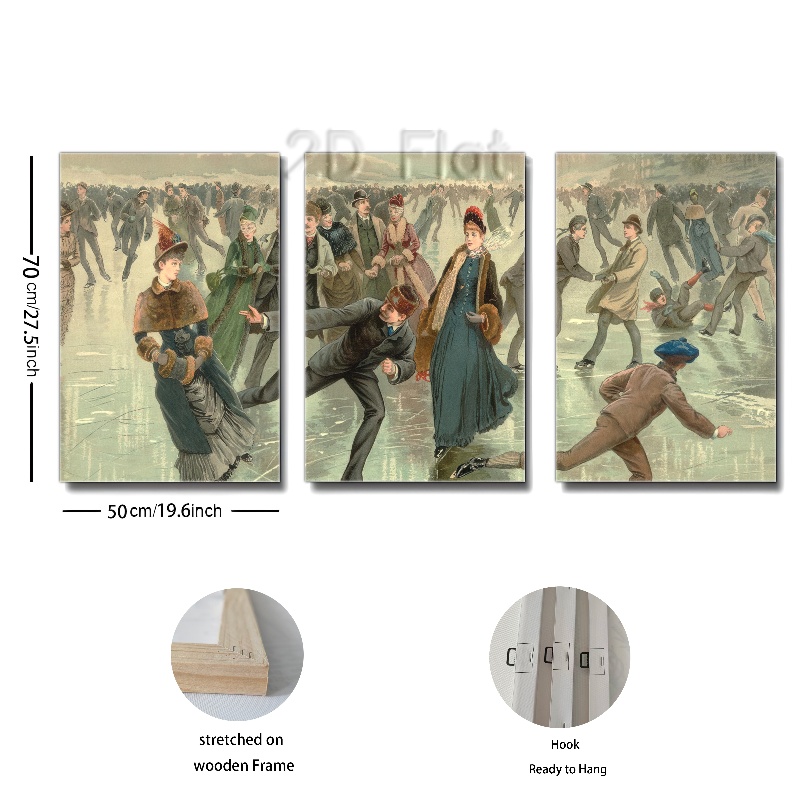 2D Flat
70 cm/27.5inch
50 cm/19.6inch
stretched on
wooden Frame
Hook
Ready to Hang